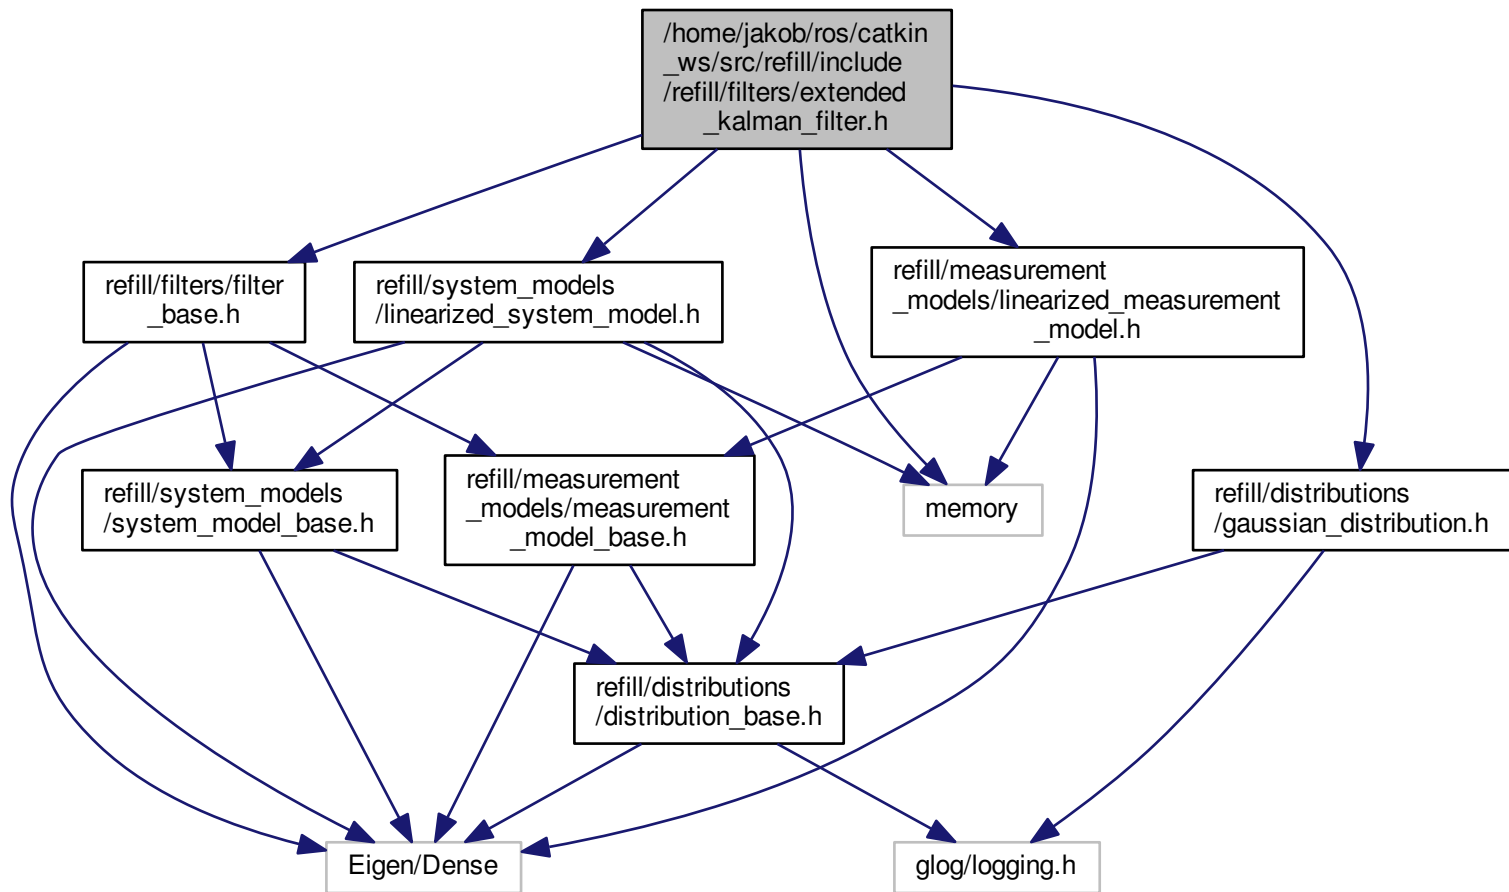 /home/jakob/ros/catkin
_ws/src/refill/include
/refill/filters/extended
_kalman_filter.h
refill/filters/filter
_base.h
refill/system_models
/linearized_system_model.h
refill/measurement
_models/linearized_measurement
_model.h
refill/system_models
/system_model_base.h
refill/measurement
_models/measurement
_model_base.h
memory
refill/distributions
/gaussian_distribution.h
refill/distributions
/distribution_base.h
Eigen/Dense
glog/logging.h